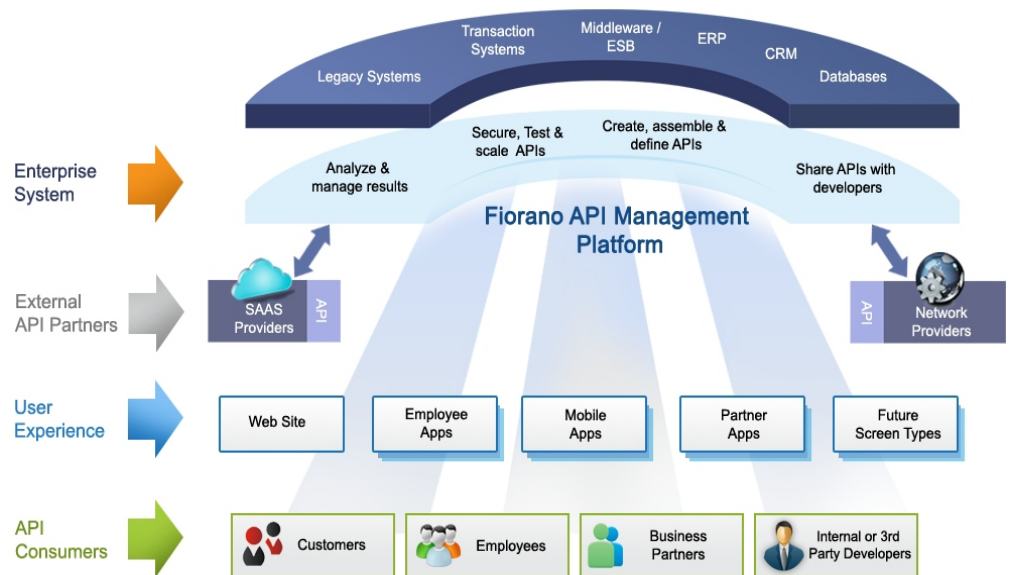 Transaction
Systems
Middleware /
ESB
ERP
CRM
Legacy Systems
Databases
Secure, Test &
scale APIs
Create, assemble &
define APIs
Analyze &
manage results
Share APIs with
developers
Enterprise
System
Fiorano API Management
Platform
External
API Partners
SAAS
Providers
API
API
Network
Providers
User
Experience
Web Site
Employee
Apps
Mobile
Apps
Partner
Apps
Future
Screen Types
API
Consumers
Customers
Employees
Business
Partners
Internal or 3rd
Party Developers